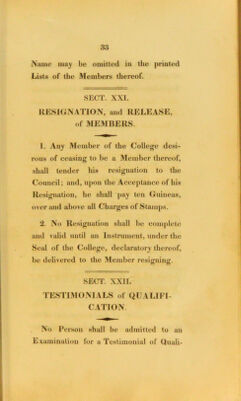 33
Name may be omitted in the printed
Lists of the Members thereof.
SECT. XXI.
RESIGNATION, and RELEASE,
of MEMBERS.
1. Any Member of the College desi-
rous of ceasing to be a Member thereof,
shall tender his resignation to the
Council; and, upon the Acceptance of his
Resignation, he shall pay ten Guineas,
over and above all Charges of Stamps.
2. No Resignation shall be complete
and valid until an Instrument, under the
Seal of the College, declaratory thereof,
be delivered to the Member resigning.
SECT. XXII.
TESTIMONIALS of QUALIFI-
CATION.
No Person shall be admitted to an
Examination for a Testimonial of Quali-